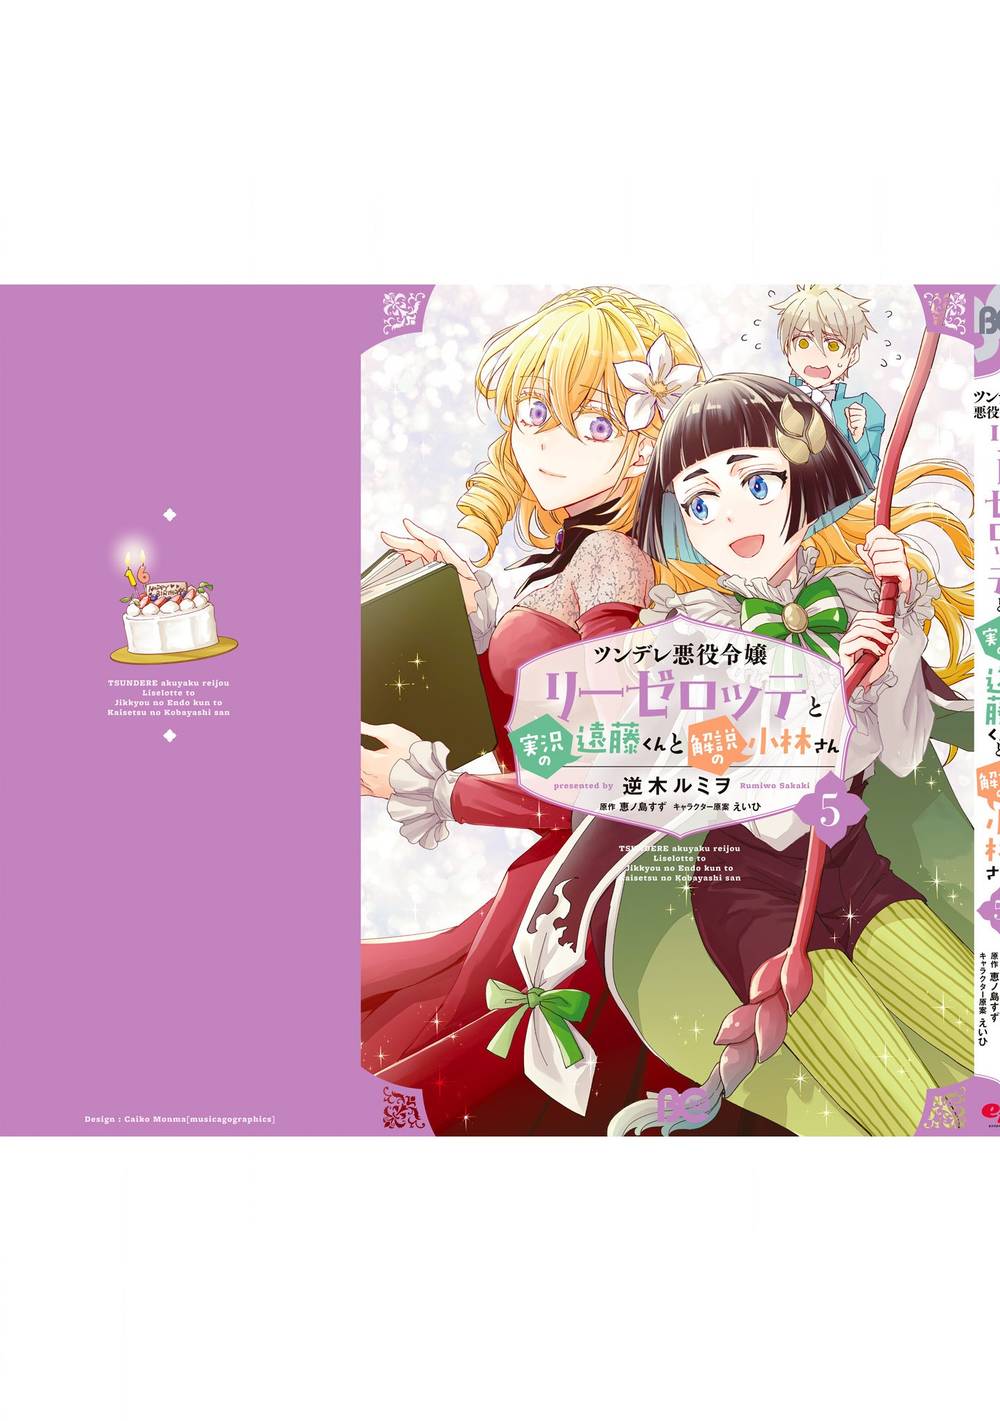 16
Happy Birthday
TSUNDERE akuyaku reijou
Liselotte to
Jikkyou no Endo kun to
Kaisetsu no Kobayashi san
Design : Caiko Monma[musicagographics]
ツンデレ悪役令嬢
リーゼロッテと
実況の遠藤くんと解説の小林さん
presented by 逆木ルミヲ Rumiwo Sakaki
原作 恵ノ島すず キャラクター原案 えいひ
5
TSUNDERE akuyaku reijou
Liselotte to
Jikkyou no Endo kun to
Kaisetsu no Kobayashi san
BC
原作 恵ノ島すず
キャラクター原案 えいひ